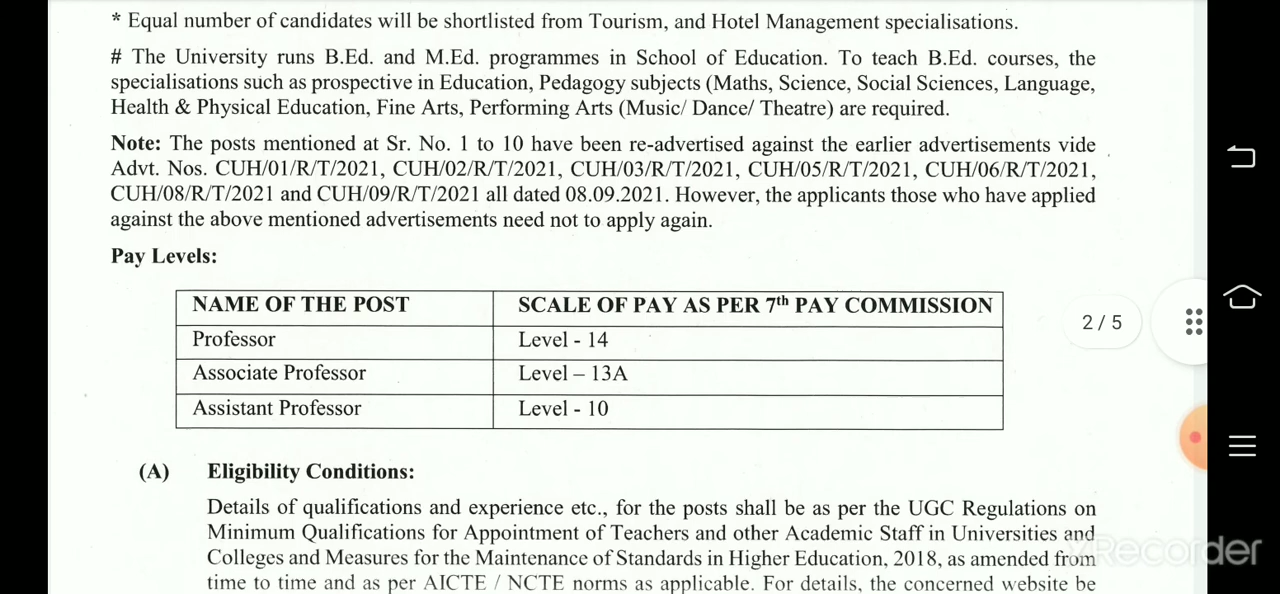 * Equal number of candidates will be shortlisted from Tourism, and Hotel Management specialisations.
# The University runs B.Ed. and M.Ed. programmes in School of Education. To teach B.Ed. courses, the
specialisations such as prospective in Education, Pedagogy subjects (Maths, Science, Social Sciences, Language,
Health & Physical Education, Fine Arts, Performing Arts (Music/ Dance/ Theatre) are required.
Note: The posts mentioned at Sr. No. 1 to 10 have been re-advertised against the earlier advertisements vide
Advt. Nos. CUH/01/R/T/2021, CUH/02/R/T/2021, CUH/03/R/T/2021, CUH/05/R/T/2021, CUH/06/R/T/2021,
CUH/08/R/T/2021 and CUH/09/R/T/2021 all dated 08.09.2021. However, the applicants those who have applied
against the above mentioned advertisements need not to apply again.
Pay Levels:
NAME OF THE POST SCALE OF PAY AS PER 7th PAY COMMISSION
Professor Level - 14
Associate Professor Level – 13A
Assistant Professor Level - 10
2 / 5
(A) Eligibility Conditions:
Details of qualifications and experience etc., for the posts shall be as per the UGC Regulations on
Minimum Qualifications for Appointment of Teachers and other Academic Staff in Universities and
Colleges and Measures for the Maintenance of Standards in Higher Education, 2018, as amended from
time to time and as per AICTE / NCTE norms as applicable. For details, the concerned website be
XRecorder